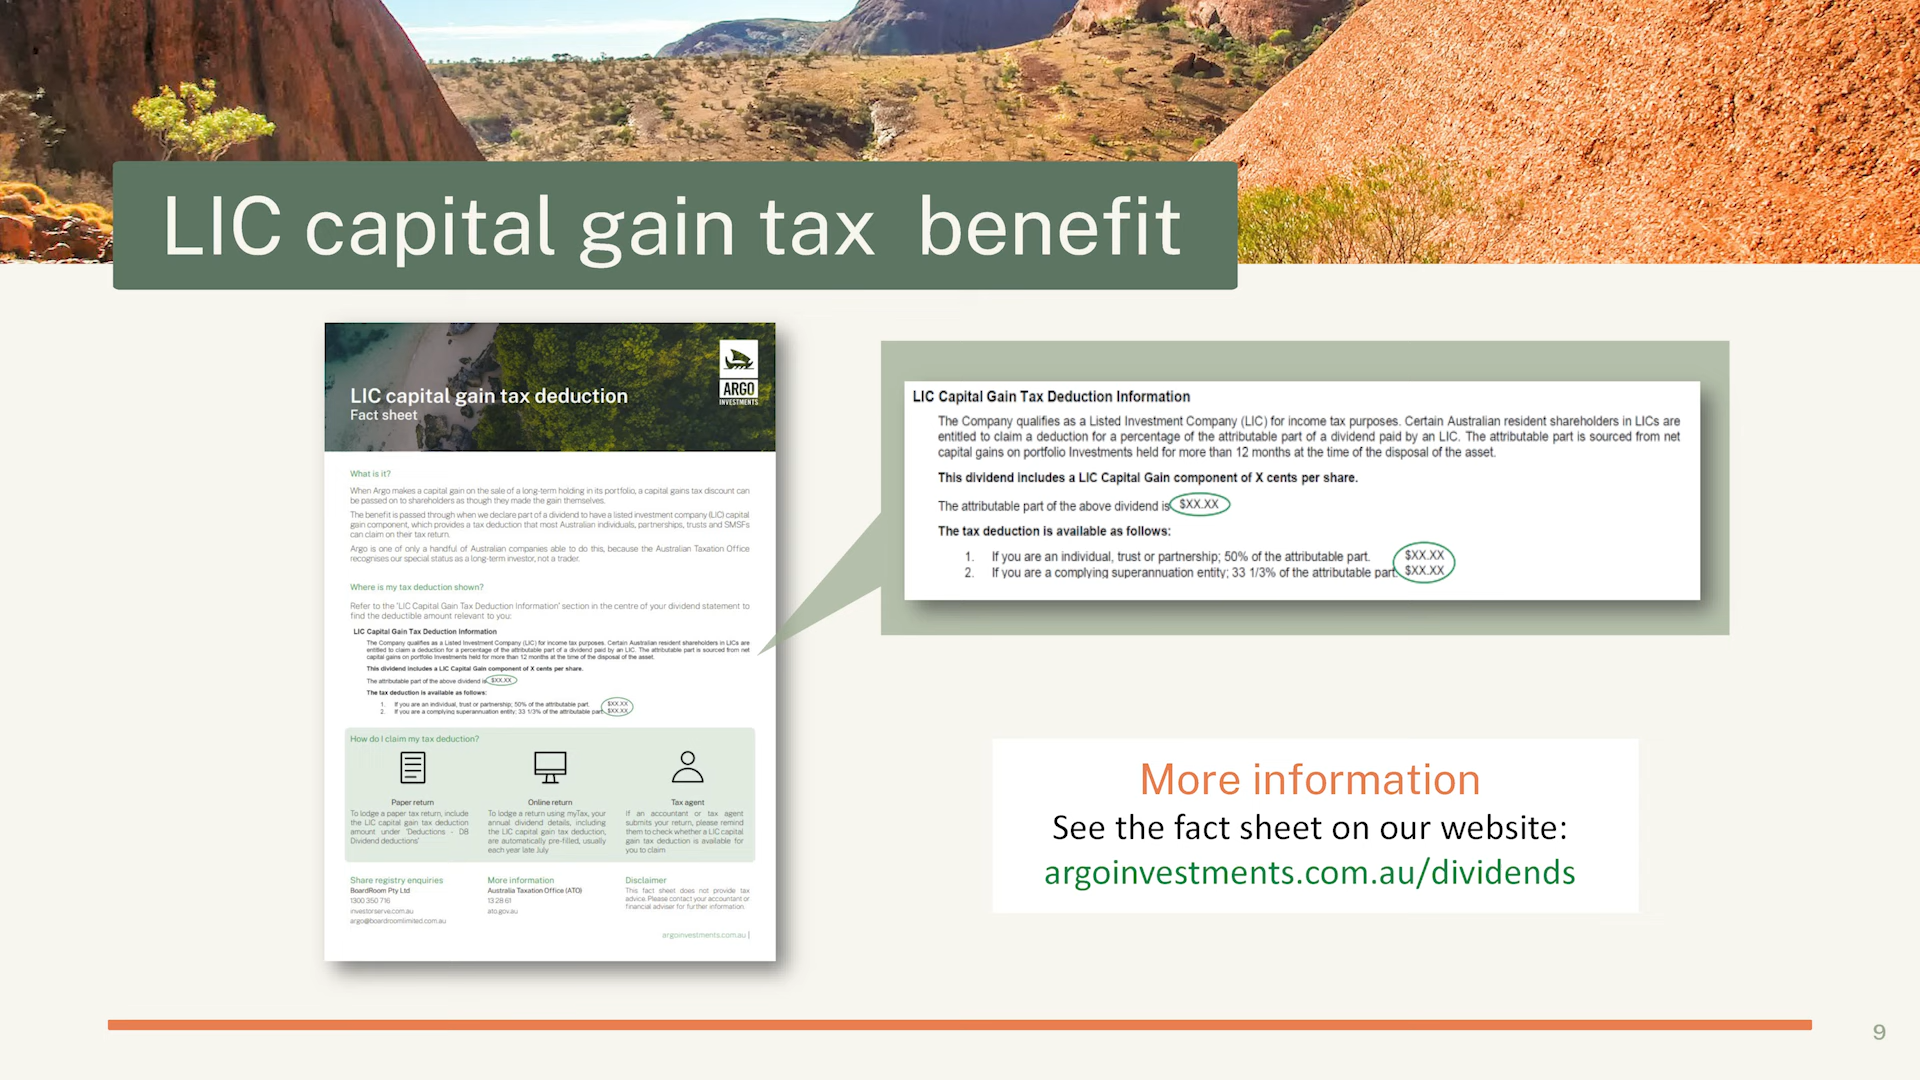 LIC capital gain tax  benefit
LIC capital gain tax deduction
Fact sheet
ARGO
INVESTMENTS
What is it?
When Argo makes a capital gain on the sale of a long-term holding in its portfolio, a capital gains tax discount can
be passed on to shareholders as though they made the gain themselves.
The benefit is passed through when we declare part of a dividend to have a listed investment company (LIC) capital
gain component, which provides a tax deduction that most Australian individuals, partnerships, trusts and SMSFs
can claim on their tax return.
Argo is one of only a handful of Australian companies able to do this, because the Australian Taxation Office
recognises our special status as a long-term investor, not a trader.
Where is my tax deduction shown?
Refer to the 'LIC Capital Gain Tax Deduction Information' section in the centre of your dividend statement to
find the deductible amount relevant to you:
LIC Capital Gain Tax Deduction Information
The Company qualifies as a Listed Investment Company (LIC) for income tax purposes. Certain Australian resident shareholders in LICs are
entitled to claim a deduction for a percentage of the attributable part of a dividend paid by an LIC. The attributable part is sourced from net
capital gains on portfolio Investments held for more than 12 months at the time of the disposal of the asset.
This dividend includes a LIC Capital Gain component of X cents per share.
The attributable part of the above dividend is $XX.XX
The tax deduction is available as follows:
1. If you are an individual, trust or partnership; 50% of the attributable part. $XX.XX
2. If you are a complying superannuation entity; 33 1/3% of the attributable part. $XX.XX
How do I claim my tax deduction?
Paper return
To lodge a paper tax return, include
the LIC capital gain tax deduction
amount under 'Deductions - D8
Dividend deductions'
Online return
To lodge a return using myTax, your
annual dividend details, including
the LIC capital gain tax deduction,
are automatically pre-filled, usually
each year late July
Tax agent
If an accountant or tax agent
submits your return, please remind
them to check whether a LIC capital
gain tax deduction is available for
you to claim
Share registry enquiries
BoardRoom Pty Ltd
1300 350 716
investorserve.com.au
argo@boardroomlimited.com.au
More information
Australia Taxation Office (ATO)
13 28 61
ato.gov.au
Disclaimer
This fact sheet does not provide tax
advice. Please contact your accountant or
financial adviser for further information.
argoinvestments.com.au |
LIC Capital Gain Tax Deduction Information
The Company qualifies as a Listed Investment Company (LIC) for income tax purposes. Certain Australian resident shareholders in LICs are
entitled to claim a deduction for a percentage of the attributable part of a dividend paid by an LIC. The attributable part is sourced from net
capital gains on portfolio Investments held for more than 12 months at the time of the disposal of the asset.
This dividend includes a LIC Capital Gain component of X cents per share.
The attributable part of the above dividend is $XX.XX
The tax deduction is available as follows:
1. If you are an individual, trust or partnership; 50% of the attributable part. $XX.XX
2. If you are a complying superannuation entity; 33 1/3% of the attributable part. $XX.XX
More information
See the fact sheet on our website:
argoinvestments.com.au/dividends
9